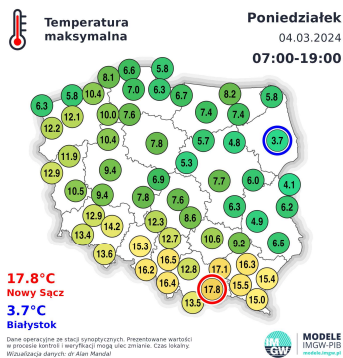 Temperatura
maksymalna
Poniedziałek
04.03.2024
07:00-19:00
8.1 6.6 5.8
5.8 10.4 7.0 6.3 6.7 8.2 5.8
6.3 12.1 10.0 7.6 7.4 7.4
12.2 10.4 7.8 5.7 4.8 3.7
11.9 5.3
12.9 9.4 6.9 7.7 6.0 4.1
10.5 9.4 7.8 7.6 6.3 6.2
12.9 14.2 12.3 8.6 4.9
13.4 15.3 12.7 10.6 9.2 6.6
13.6 16.2 16.5 12.8 17.1 16.3
16.4 17.8 15.5 15.4
13.5 15.0
17.8°C
Nowy Sącz
3.7°C
Białystok
Dane operacyjne ze stacji synoptycznych. Prezentowane wartości
w procesie kontroli i weryfikacji mogą ulec zmianie. Czas lokalny.
Wizualizacja danych: dr Alan Mandal
IM
GW
MODELE
IMGW-PIB
MODELE.IMGW.PL